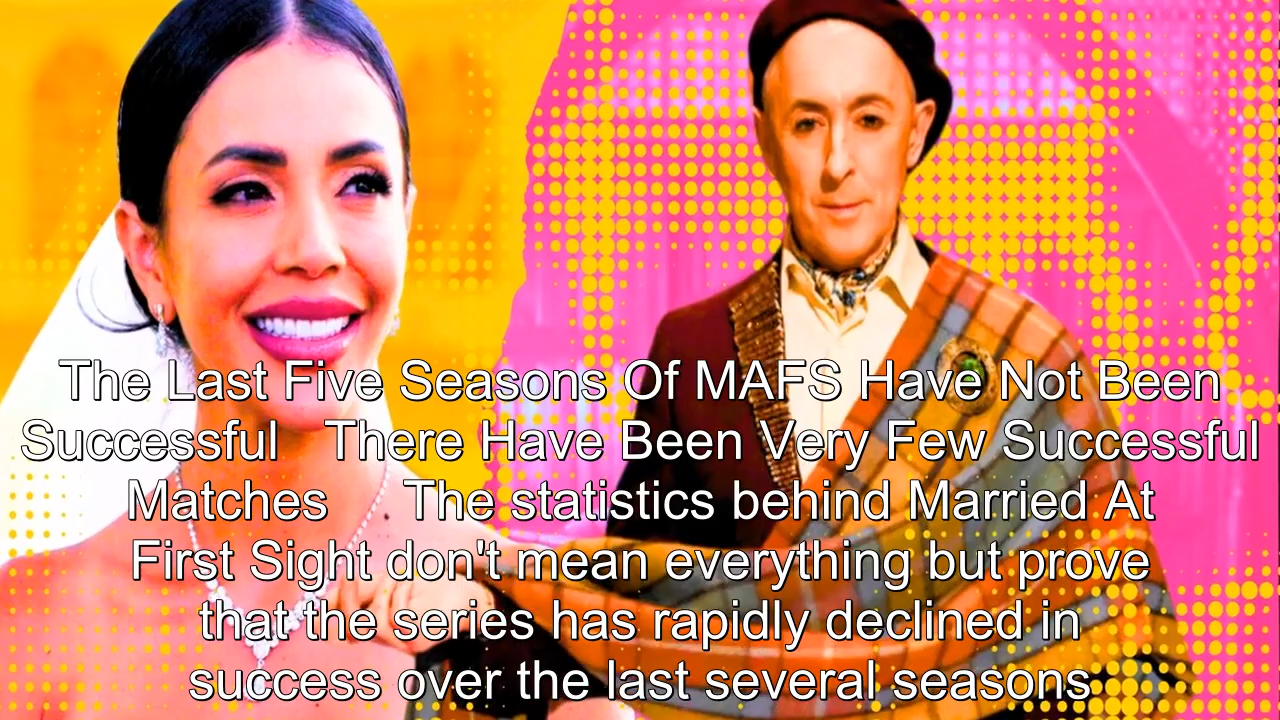 The Last Five Seasons Of MAFS Have Not Been
Successful There Have Been Very Few Successful
Matches The statistics behind Married At
First Sight don't mean everything but prove
that the series has rapidly declined in
success over the last several seasons